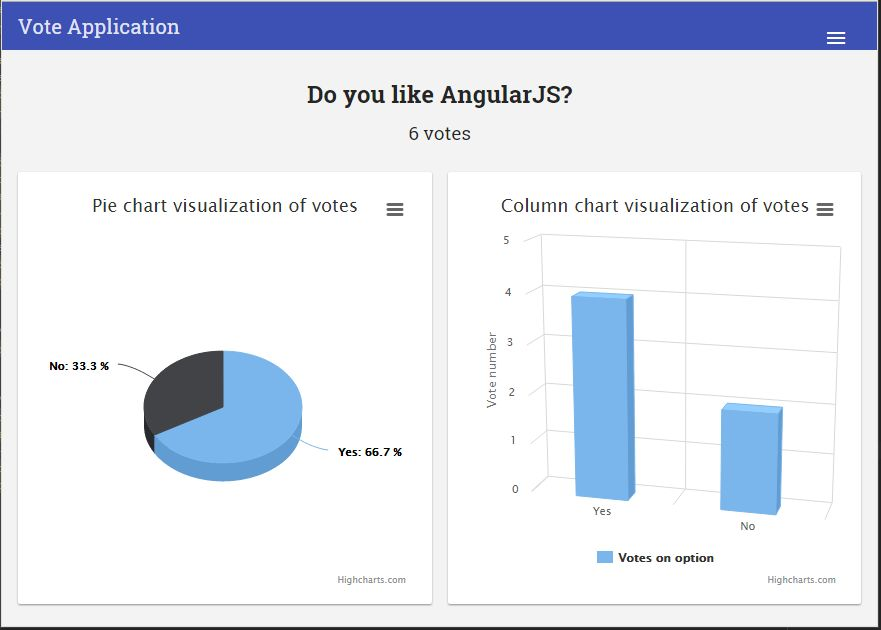 Vote Application
Do you like AngularJS?
6 votes
Pie chart visualization of votes
No: 33.3 %
Yes: 66.7 %
Highcharts.com
Column chart visualization of votes
Vote number
5
4
3
2
1
0
Yes
No
Votes on option
Highcharts.com